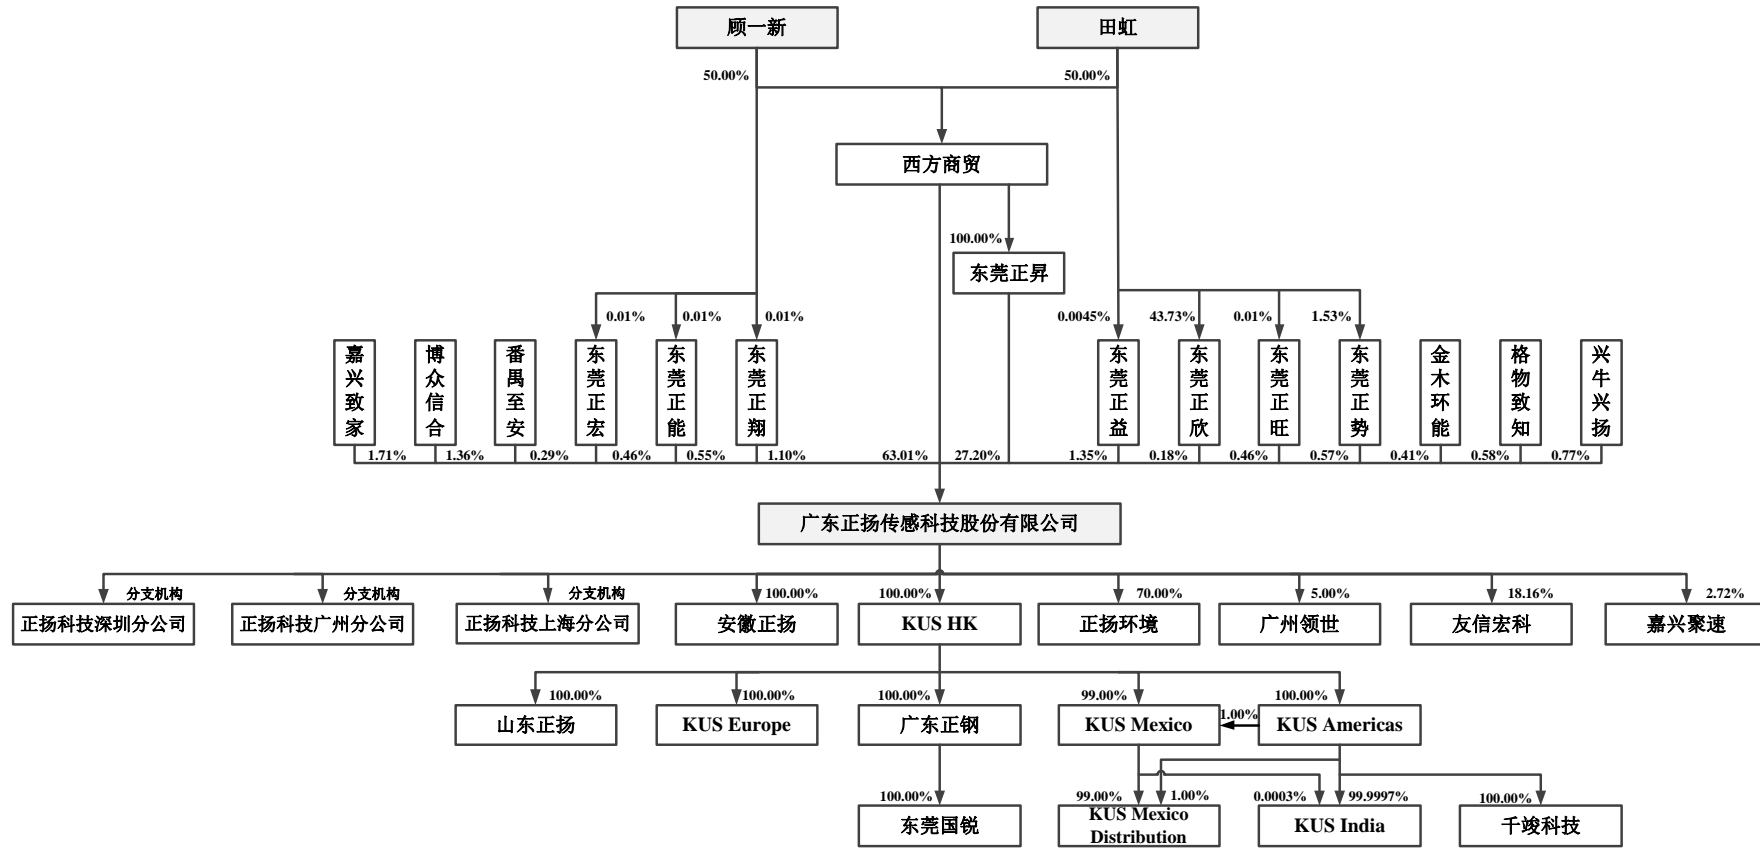 顾一新
田虹
50.00%
50.00%
西方商贸
100.00%
东莞正昇
0.01%
0.01%
0.01%
0.0045%
43.73%
0.01%
1.53%
嘉兴致家
博众信合
番禺至安
东莞正宏
东莞正能
东莞正翔
东莞正益
东莞正欣
东莞正旺
东莞正势
金木环能
格物致知
兴牛兴扬
1.71%
1.36%
0.29%
0.46%
0.55%
1.10%
63.01%
27.20%
1.35%
0.18%
0.46%
0.57%
0.41%
0.58%
0.77%
广东正扬传感科技股份有限公司
分支机构
分支机构
分支机构
100.00%
100.00%
70.00%
5.00%
18.16%
2.72%
正扬科技深圳分公司
正扬科技广州分公司
正扬科技上海分公司
安徽正扬
KUS HK
正扬环境
广州领世
友信宏科
嘉兴聚速
100.00%
100.00%
100.00%
99.00%
100.00%
山东正扬
KUS Europe
广东正钢
KUS Mexico
1.00%
KUS Americas
100.00%
99.00%
1.00%
0.0003%
99.9997%
100.00%
东莞国锐
KUS Mexico
Distribution
KUS India
千竣科技